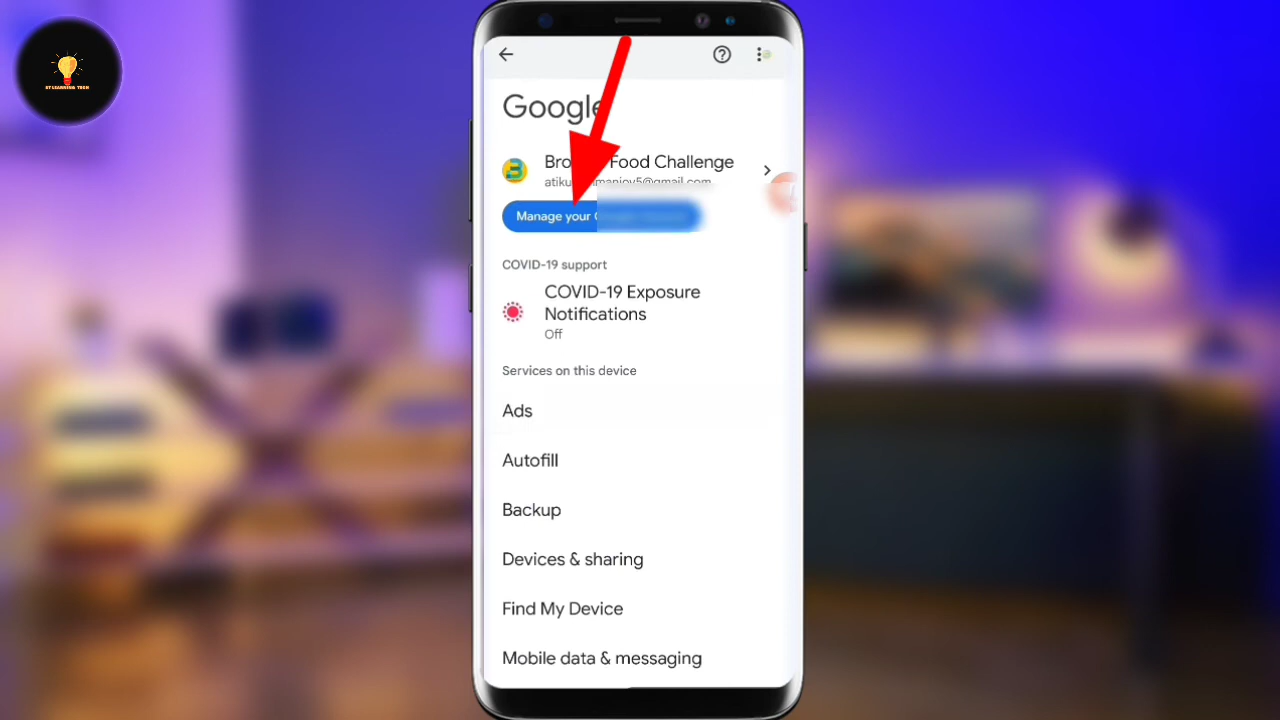 Google
Food Challenge
Manage your
COVID-19 support
COVID-19 Exposure
Notifications
Off
Services on this device
Ads
Autofill
Backup
Devices & sharing
Find My Device
Mobile data & messaging